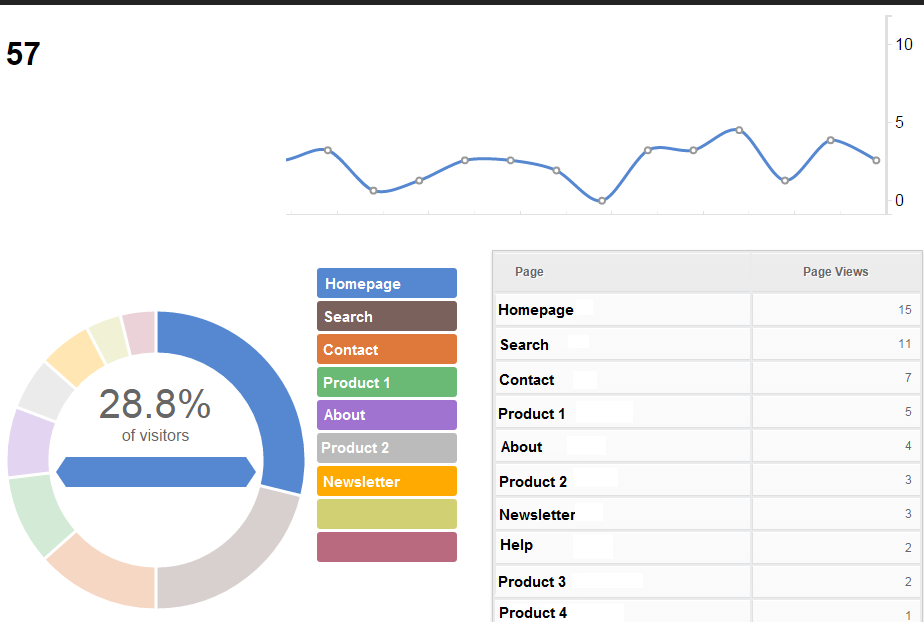 57
10
5
0
28.8%
of visitors
Homepage
Search
Contact
Product 1
About
Product 2
Newsletter
Page Page Views
Homepage 15
Search 11
Contact 7
Product 1 5
About 4
Product 2 3
Newsletter 3
Help 2
Product 3 2
Product 4 1